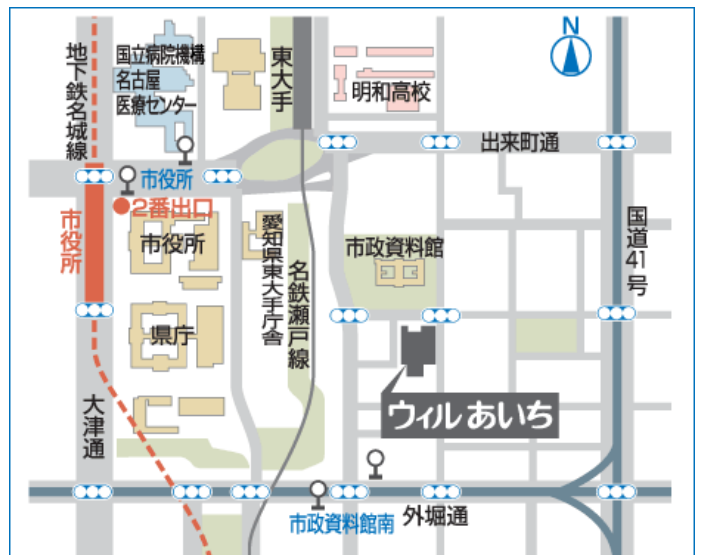 N
地下鉄名城線
国立病院機構
名古屋
医療センター
東大手
明和高校
出来町通
市役所
2番出口
市役所
市役所
愛知県東大手庁舎
名鉄瀬戸線
市政資料館
国道41号
県庁
ウィルあいち
大津通
市政資料館南
外堀通